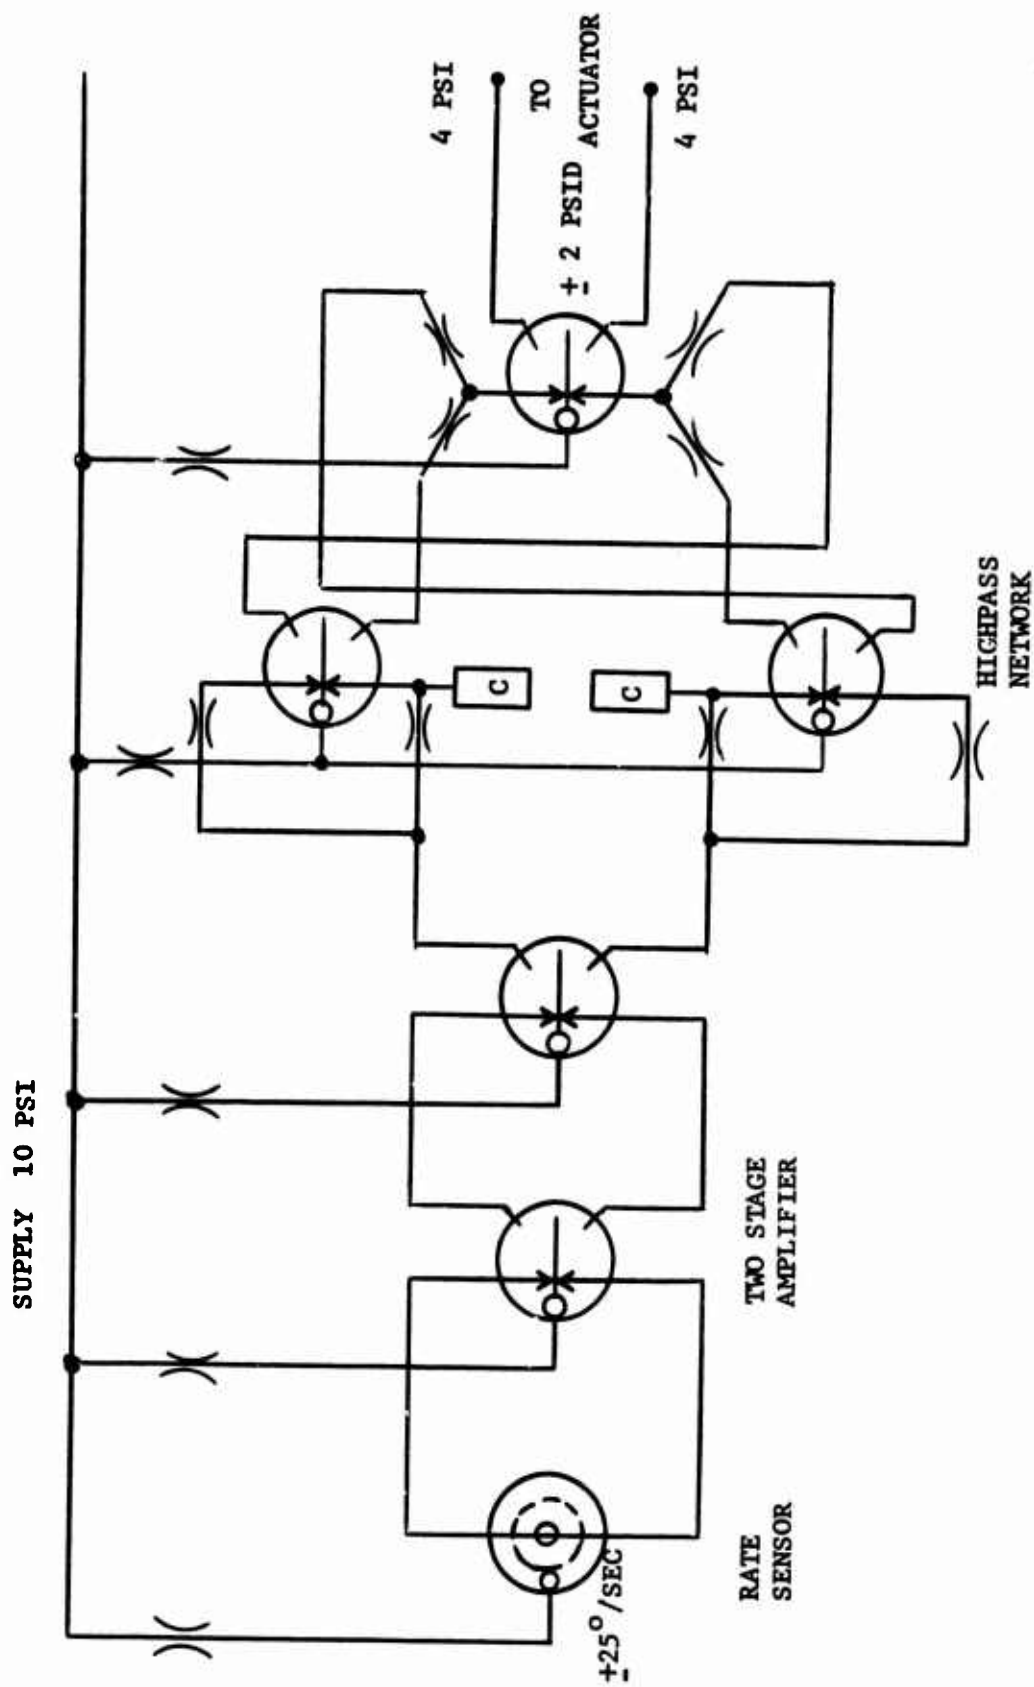 SUPPLY 10 PSI
4 PSI
TO
± 2 PSID ACTUATOR
4 PSI
C
C
HIGHPASS
NETWORK
TWO STAGE
AMPLIFIER
RATE
SENSOR
±25°/SEC